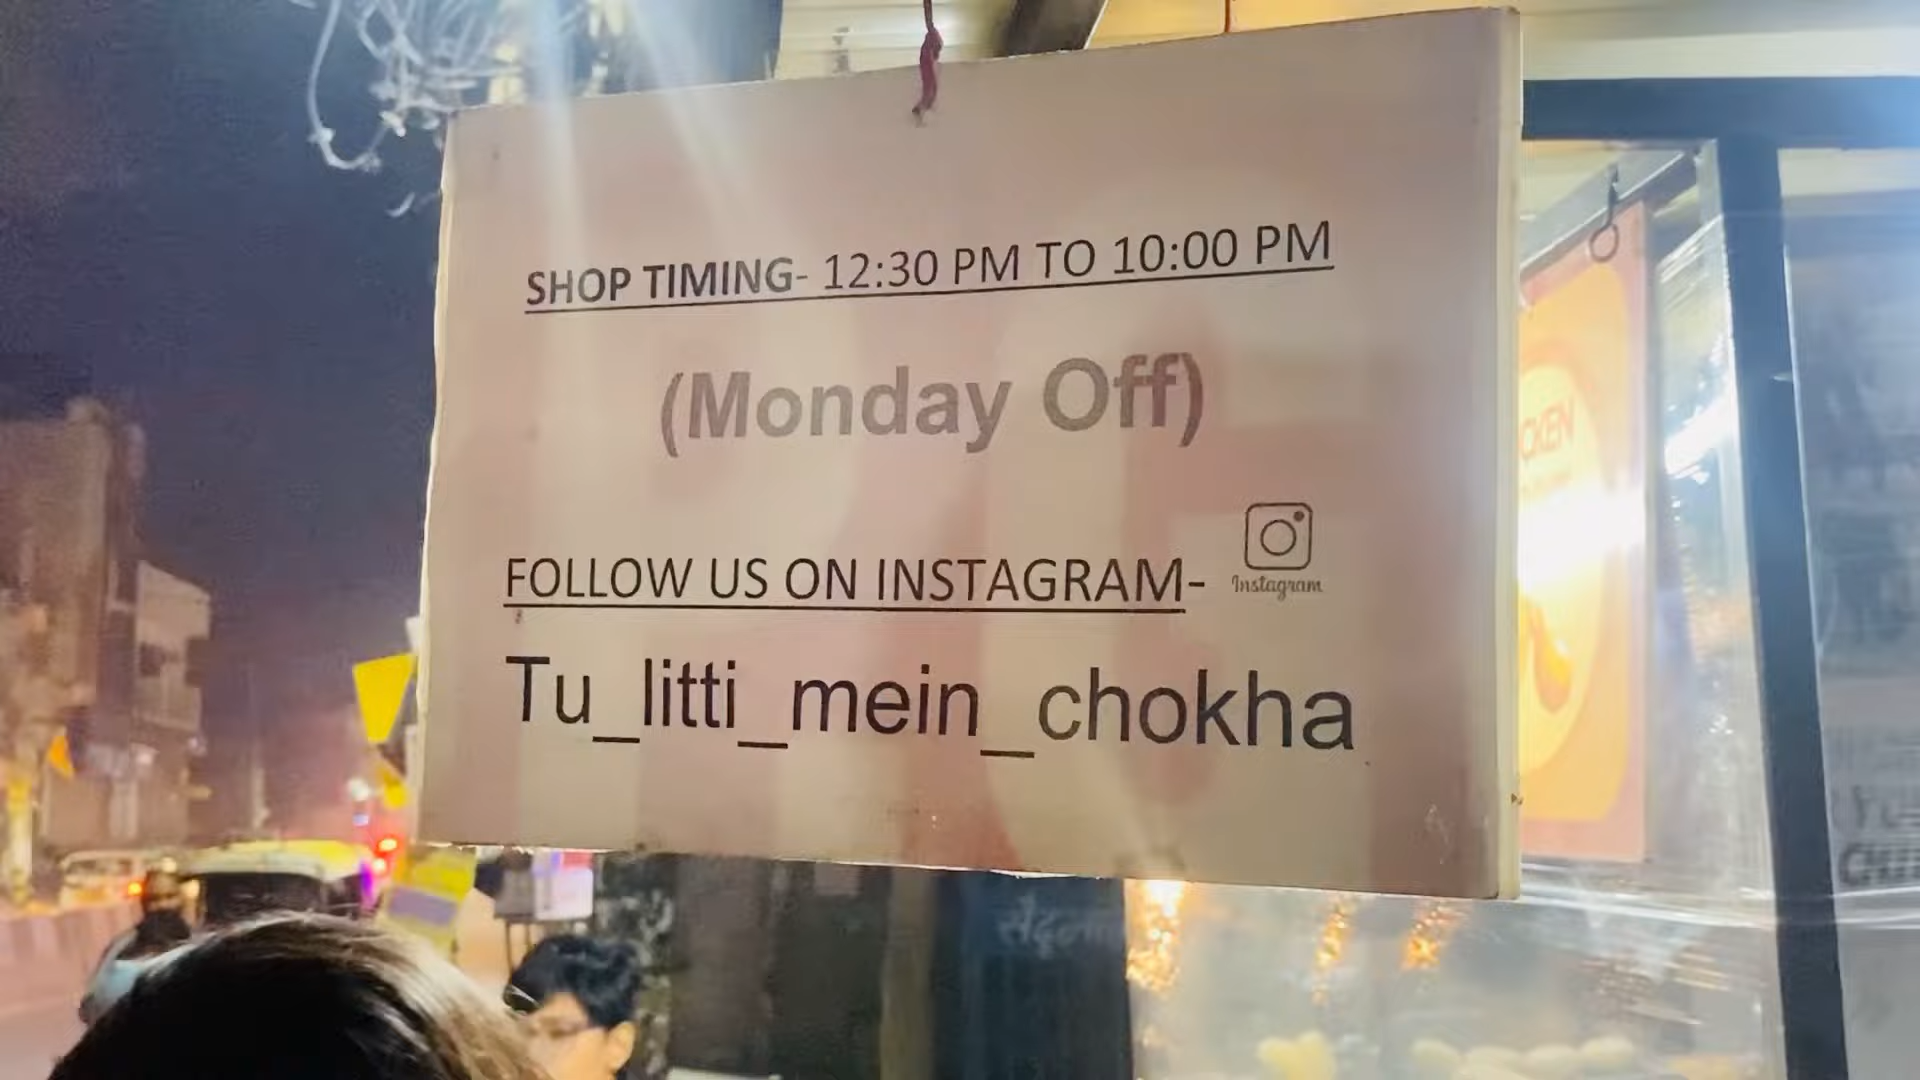 SHOP TIMING- 12:30 PM TO 10:00 PM
(Monday Off)
FOLLOW US ON INSTAGRAM-
Instagram
Tu_litti_mein_chokha